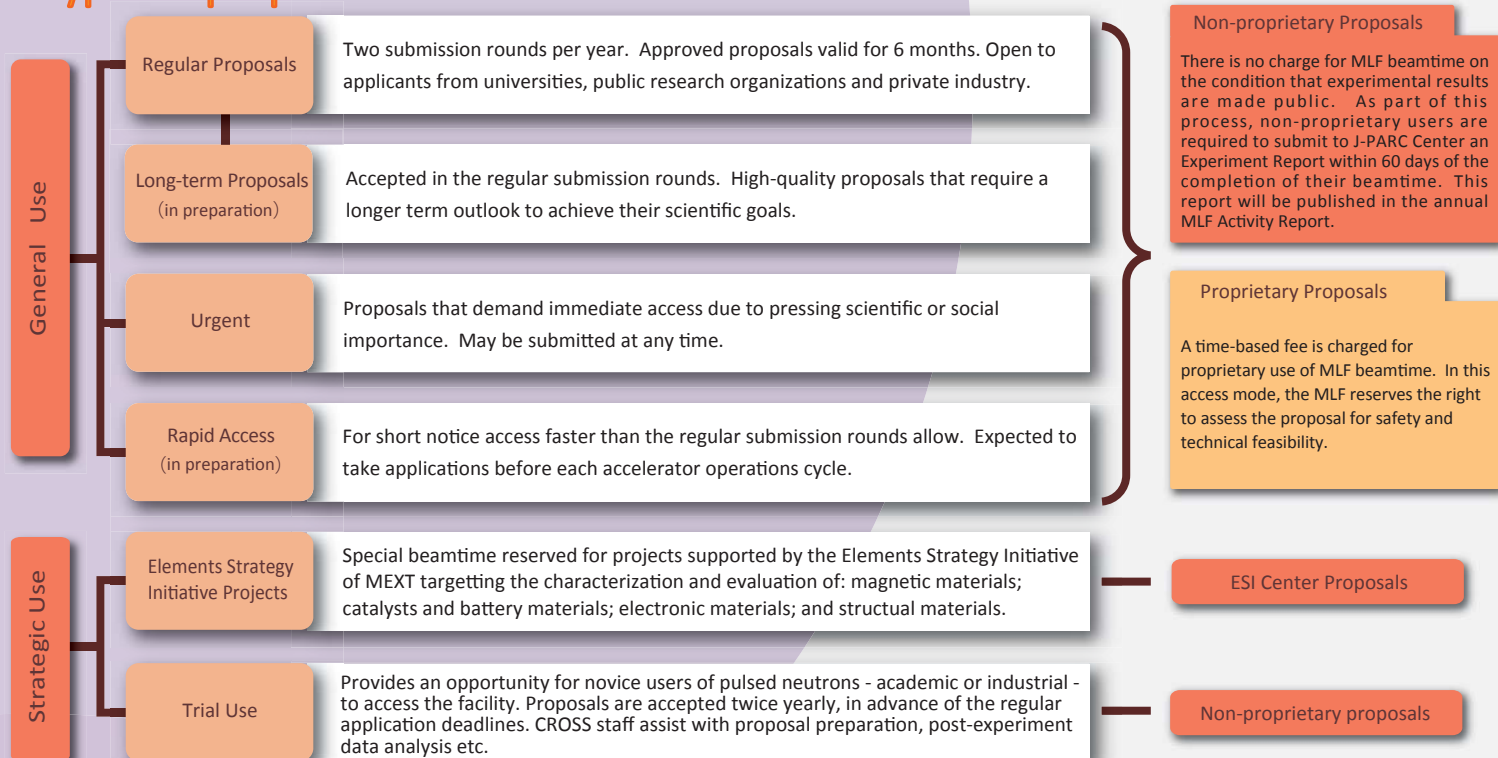 General Use
Regular Proposals
Two submission rounds per year. Approved proposals valid for 6 months. Open to
applicants from universities, public research organizations and private industry.
Long-term Proposals
(in preparation)
Accepted in the regular submission rounds. High-quality proposals that require a
longer term outlook to achieve their scientific goals.
Urgent
Proposals that demand immediate access due to pressing scientific or social
importance. May be submitted at any time.
Rapid Access
(in preparation)
For short notice access faster than the regular submission rounds allow. Expected to
take applications before each accelerator operations cycle.
Non-proprietary Proposals
There is no charge for MLF beamtime on
the condition that experimental results
are made public. As part of this
process, non-proprietary users are
required to submit to J-PARC Center an
Experiment Report within 60 days of the
completion of their beamtime. This
report will be published in the annual
MLF Activity Report.
Proprietary Proposals
A time-based fee is charged for
proprietary use of MLF beamtime. In this
access mode, the MLF reserves the right
to assess the proposal for safety and
technical feasibility.
Strategic Use
Elements Strategy
Initiative Projects
Special beamtime reserved for projects supported by the Elements Strategy Initiative
of MEXT targetting the characterization and evaluation of: magnetic materials;
catalysts and battery materials; electronic materials; and structual materials.
ESI Center Proposals
Trial Use
Provides an opportunity for novice users of pulsed neutrons - academic or industrial -
to access the facility. Proposals are accepted twice yearly, in advance of the regular
application deadlines. CROSS staff assist with proposal preparation, post-experiment
data analysis etc.
Non-proprietary proposals